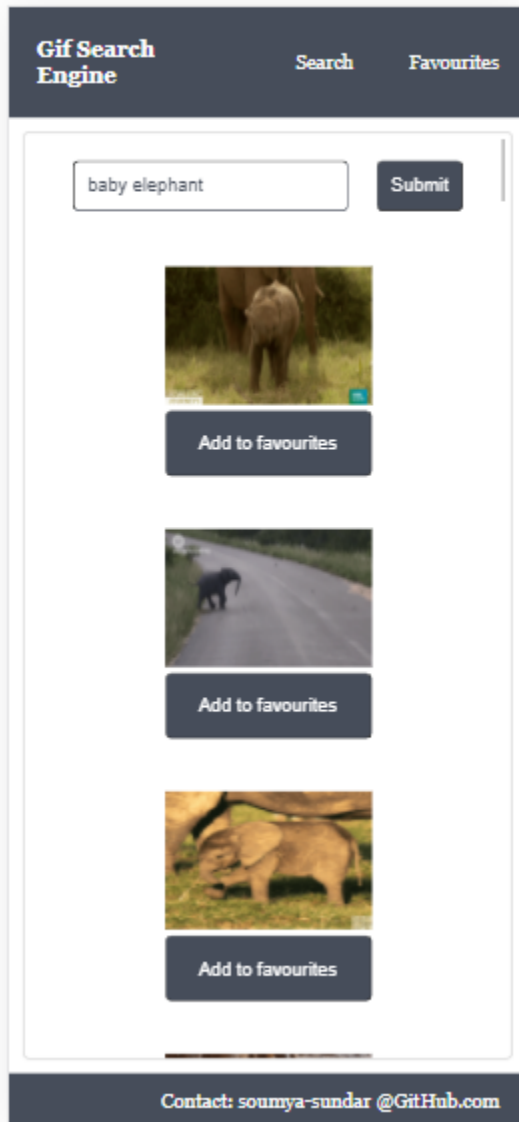 Gif Search
Engine
Search
Favourites
baby elephant
Submit
Add to favourites
Add to favourites
Add to favourites
Contact: soumya-sundar @GitHub.com